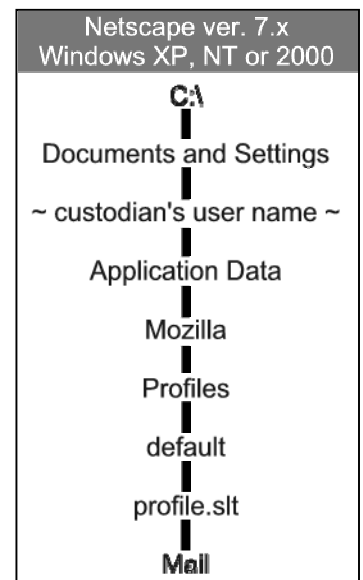 Netscape ver. 7.x
Windows XP, NT or 2000
C:\
Documents and Settings
~ custodian's user name ~
Application Data
Mozilla
Profiles
default
profile.slt
Mail